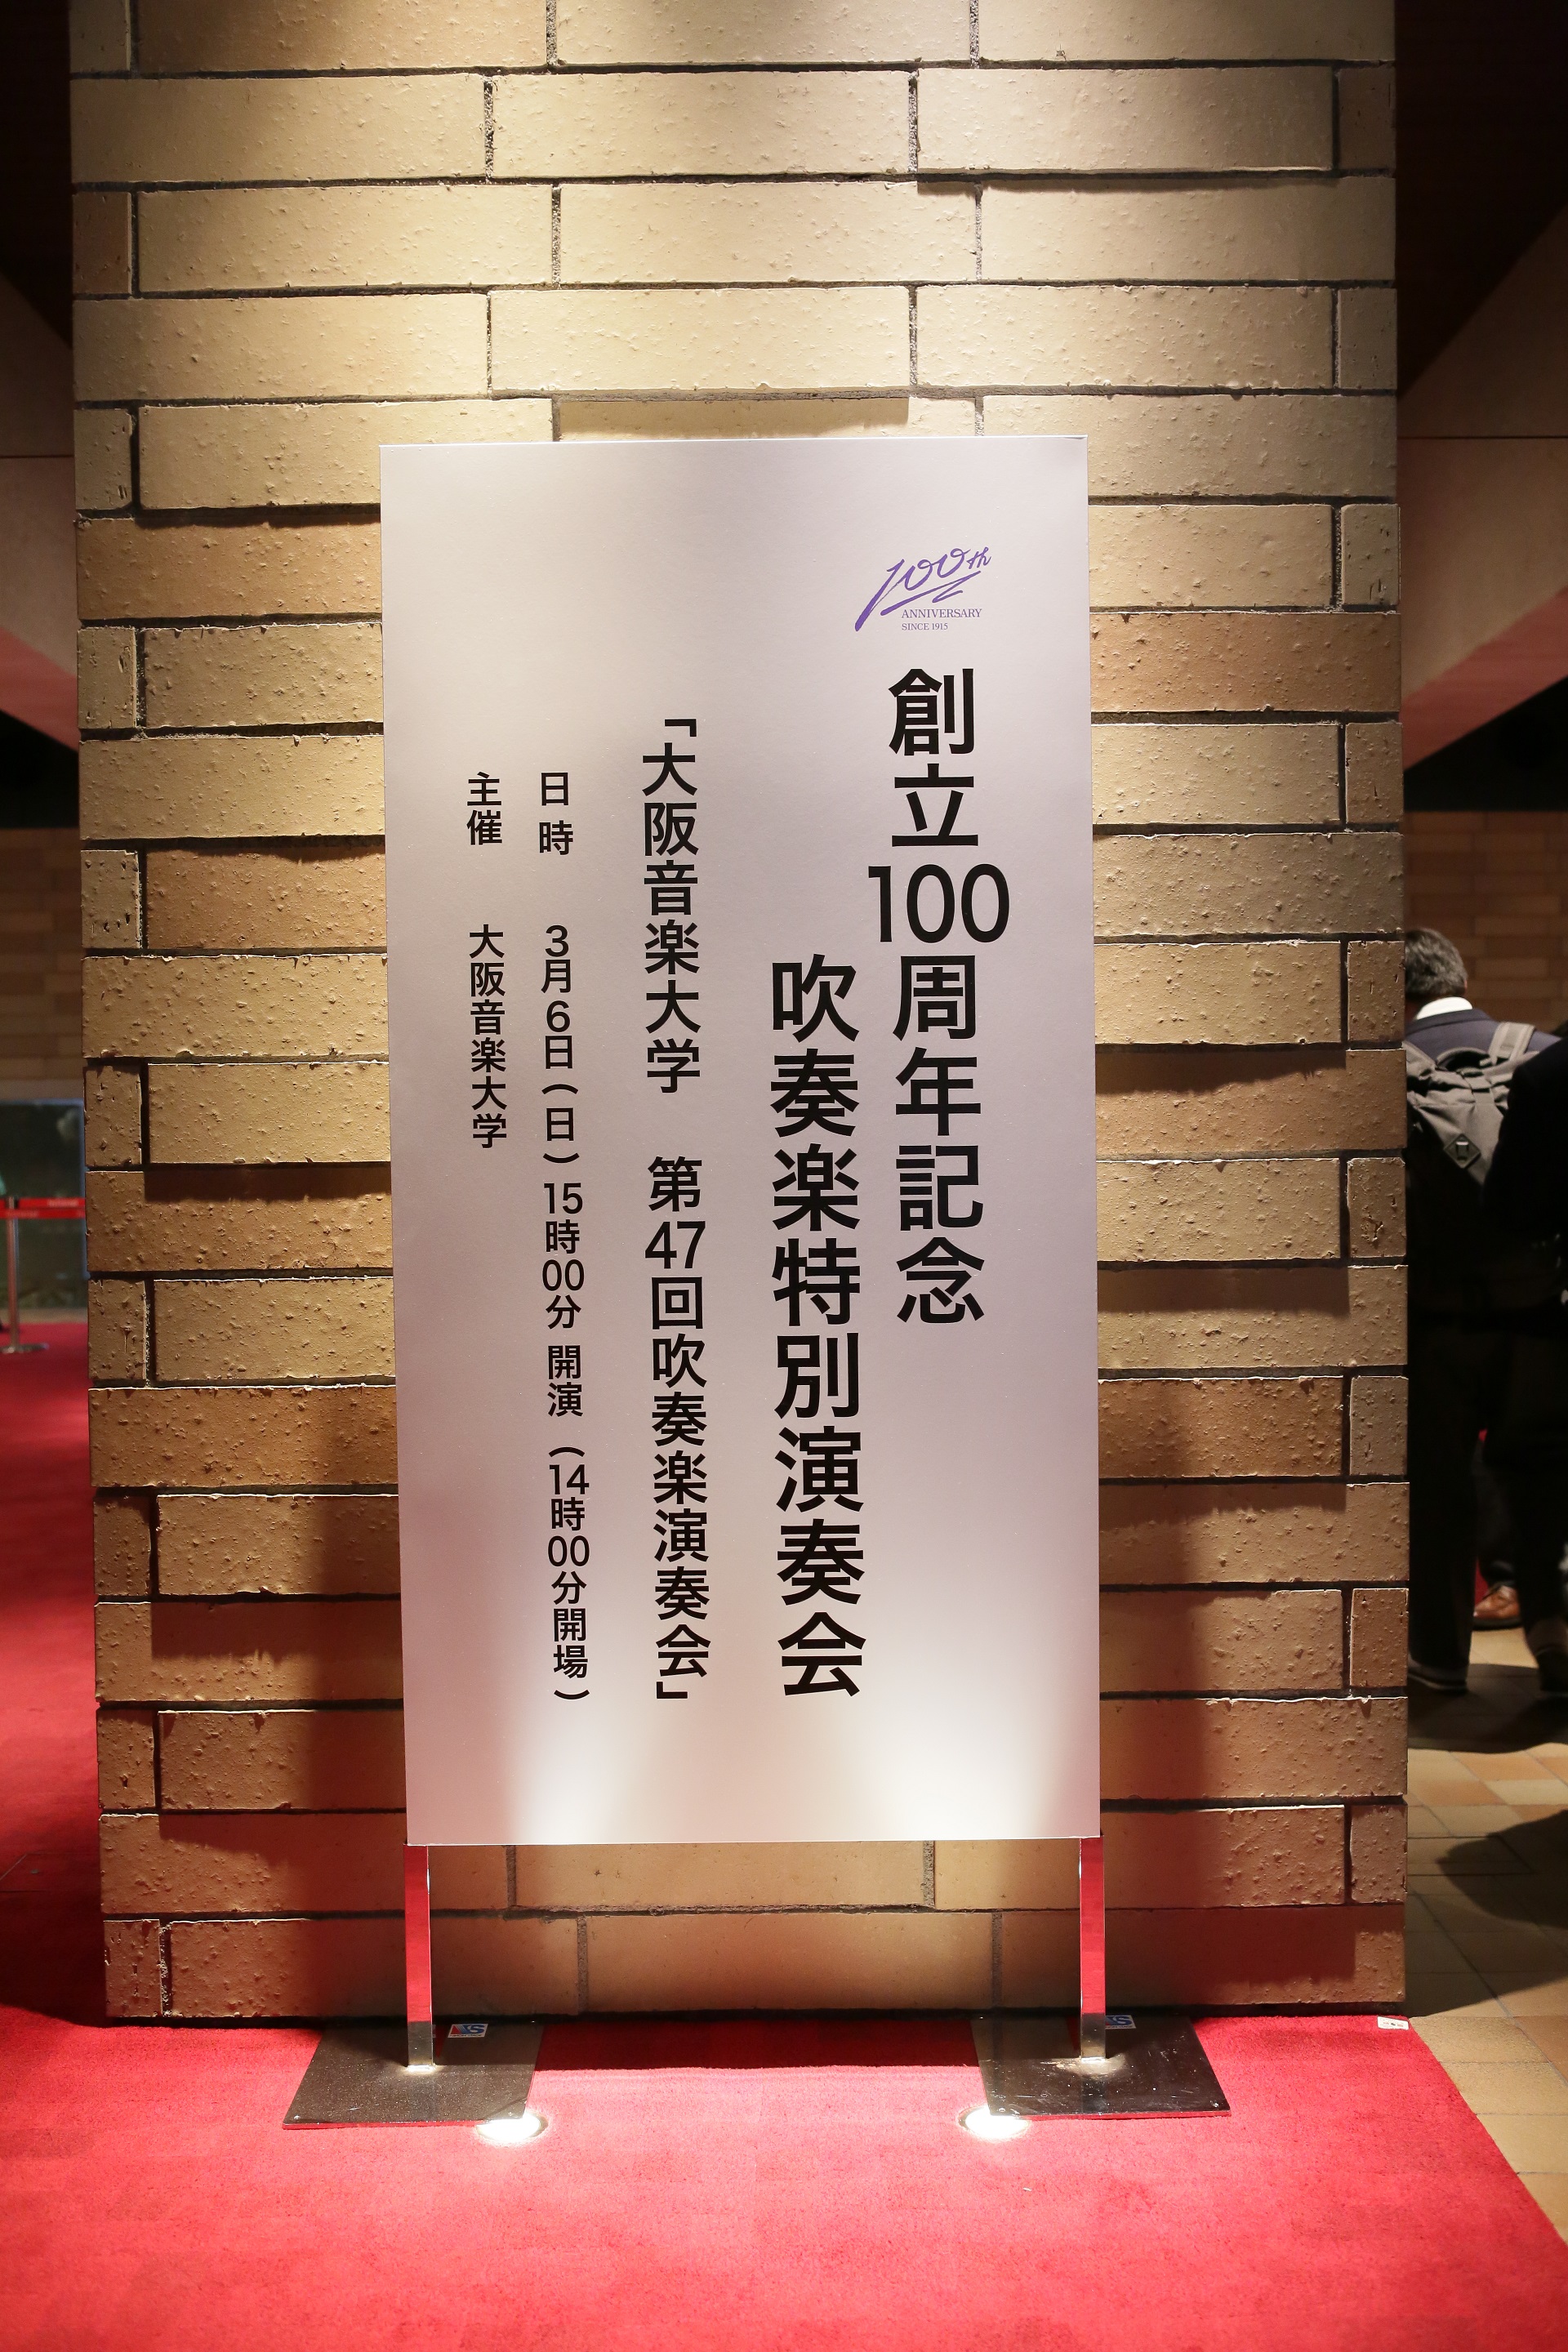 100th
ANNIVERSARY
SINCE 1915
創立100周年記念
吹奏楽特別演奏会
「大阪音楽大学　第47回吹奏楽演奏会」
日時　3月6日(日)15時00分 開演 (14時00分開場)
主催　大阪音楽大学